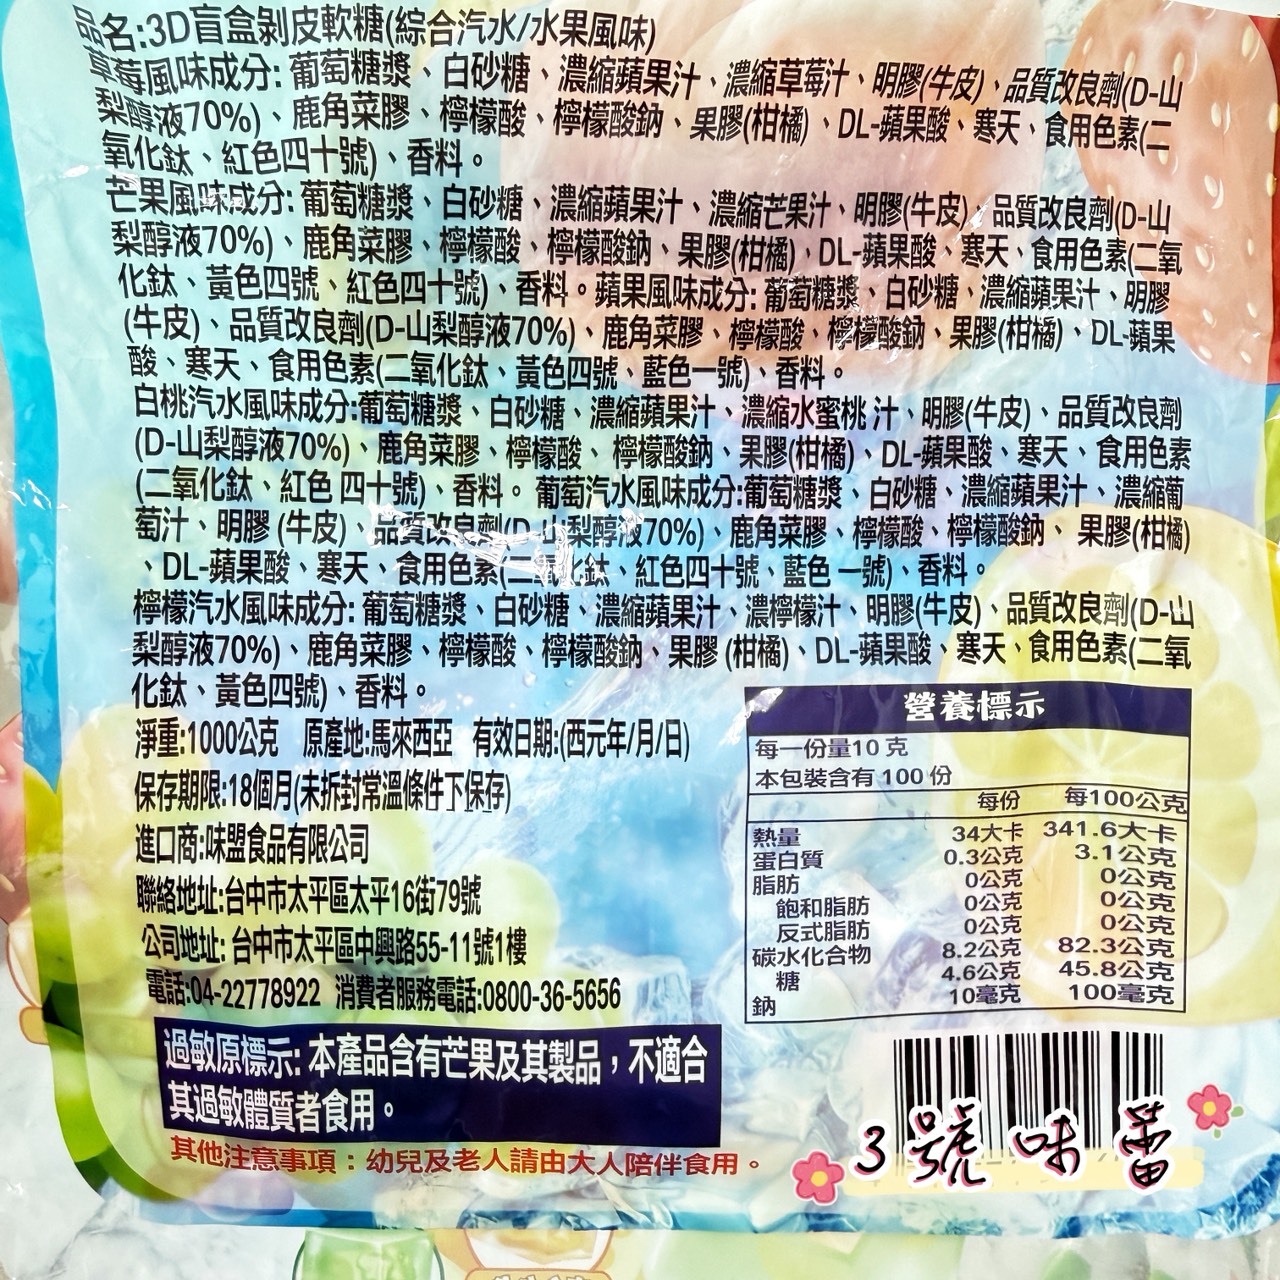 品名:3D盲盒剝皮軟糖(綜合汽水/水果風味)
草莓風味成分: 葡萄糖漿、白砂糖、濃縮蘋果汁、濃縮草莓汁、明膠(牛皮)、品質改良劑(D-山
梨醇液70%)、鹿角菜膠、檸檬酸、檸檬酸鈉、果膠(柑橘)、DL-蘋果酸、寒天、食用色素(二
氧化鈦、紅色四十號)、香料。
芒果風味成分: 葡萄糖漿、白砂糖、濃縮蘋果汁、濃縮芒果汁、明膠(牛皮)、品質改良劑(D-山
梨醇液70%)、鹿角菜膠、檸檬酸、檸檬酸鈉、果膠(柑橘)、DL-蘋果酸、寒天、食用色素(二氧
化鈦、黃色四號、紅色四十號)、香料。蘋果風味成分: 葡萄糖漿、白砂糖、濃縮蘋果汁、明膠
(牛皮)、品質改良劑(D-山梨醇液70%)、鹿角菜膠、檸檬酸、檸檬酸鈉、果膠(柑橘)、DL-蘋果
酸、寒天、食用色素(二氧化鈦、黃色四號、藍色一號)、香料。
白桃汽水風味成分:葡萄糖漿、白砂糖、濃縮蘋果汁、濃縮水蜜桃 汁、明膠(牛皮)、品質改良劑
(D-山梨醇液70%)、鹿角菜膠、檸檬酸、檸檬酸鈉、果膠(柑橘)、DL-蘋果酸、寒天、食用色素
(二氧化鈦、紅色 四十號)、香料。葡萄汽水風味成分:葡萄糖漿、白砂糖、濃縮蘋果汁、濃縮葡
萄汁、明膠 (牛皮)、品質改良劑(D-山梨醇液70%)、鹿角菜膠、檸檬酸、檸檬酸鈉、果膠(柑橘)
、DL-蘋果酸、寒天、食用色素(二氧化鈦、紅色四十號、藍色一號)、香料。
檸檬汽水風味成分: 葡萄糖漿、白砂糖、濃縮蘋果汁、濃檸檬汁、明膠(牛皮)、品質改良劑(D-山
梨醇液70%)、鹿角菜膠、檸檬酸、檸檬酸鈉、果膠 (柑橘)、DL-蘋果酸、寒天、食用色素(二氧
化鈦、黃色四號)、香料。
淨重:1000公克 原產地:馬來西亞 有效日期:(西元年/月/日)
保存期限:18個月(未拆封常溫條件下保存)
進口商:味盟食品有限公司
聯絡地址:台中市太平區太平16街79號
公司地址: 台中市太平區中興路55-11號1樓
電話:04-22778922 消費者服務電話:0800-36-5656
過敏原標示: 本產品含有芒果及其製品，不適合
其過敏體質者食用。
其他注意事項：幼兒及老人請由大人陪伴食用。
營養標示
每一份量10 克
本包裝含有 100 份
每份 每100公克
熱量 34大卡 341.6大卡
蛋白質 0.3公克 3.1公克
脂肪 0公克 0公克
飽和脂肪 0公克 0公克
反式脂肪 0公克 0公克
碳水化合物 8.2公克 82.3公克
糖 4.6公克 45.8公克
鈉 10毫克 100毫克
3號味蕾